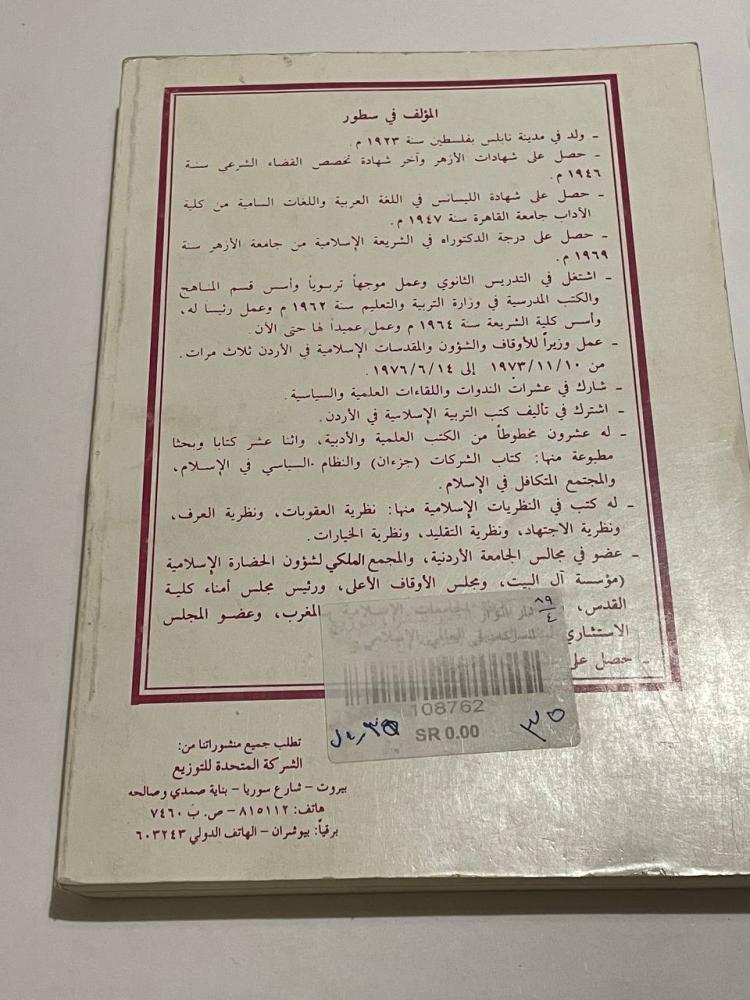 المؤلف في سطور
- ولد في مدينة نابلس بفلسطين سنة ١٩٢٣ م.
- حصل على شهادات الأزهر وآخر شهادة تخصص القضاء الشرعي سنة
١٩٤٦ م.
- حصل على شهادة الليسانس في اللغة العربية واللغات السامية من كلية
الآداب جامعة القاهرة سنة ١٩٤٧ م.
- حصل على درجة الدكتوراه في الشريعة الإسلامية من جامعة الأزهر سنة
١٩٦٩ م.
- اشتغل في التدريس الثانوي وعمل موجهاً تربوياً وأسس قسم المناهج
والكتب المدرسية في وزارة التربية والتعليم سنة ١٩٦٢ م وعمل رئيسا له،
وأسس كلية الشريعة سنة ١٩٦٤ م وعمل عميداً لها حتى الآن.
- عمل وزيراً للأوقاف والشؤون والمقدسات الإسلامية في الأردن ثلاث مرات.
من ١٩٧٣/١١/١٠ إلى ١٩٧٦/٦/١٤.
- شارك في عشرات الندوات واللقاءات العلمية والسياسية.
- اشترك في تأليف كتب التربية الإسلامية في الأردن.
- له عشرون مخطوطاً من الكتب العلمية والأدبية، واثنا عشر كتابا وبحثا
مطبوعة منها: كتاب الشركات (جزءان) والنظام السياسي في الإسلام،
والمجتمع المتكافل في الإسلام.
- له كتب في النظريات الإسلامية منها: نظرية العقوبات، ونظرية العرف،
ونظرية الاجتهاد، ونظرية التقليد، ونظرية الخيارات.
- عضو في مجالس الجامعة الأردنية، والمجمع الملكي لشؤون الحضارة الإسلامية
(مؤسسة آل البيت، ومجلس الأوقاف الأعلى، ورئيس مجلس أمناء كلية
القدس، الجامعات الإسلامية المغرب، وعضو المجلس
الاستشاري
- حصل على
٨٩/٤
108762
SR 0.00
٣٥
تطلب جميع منشوراتنا من:
الشركة المتحدة للتوزيع
بيروت - شارع سوريا - بناية صمدي وصالحه
هاتف: ٨١٥١١٢ - ص. ب ٧٤٦٠
برقياً: بيوشران - الهاتف الدولي ٦٠٣٢٤٣